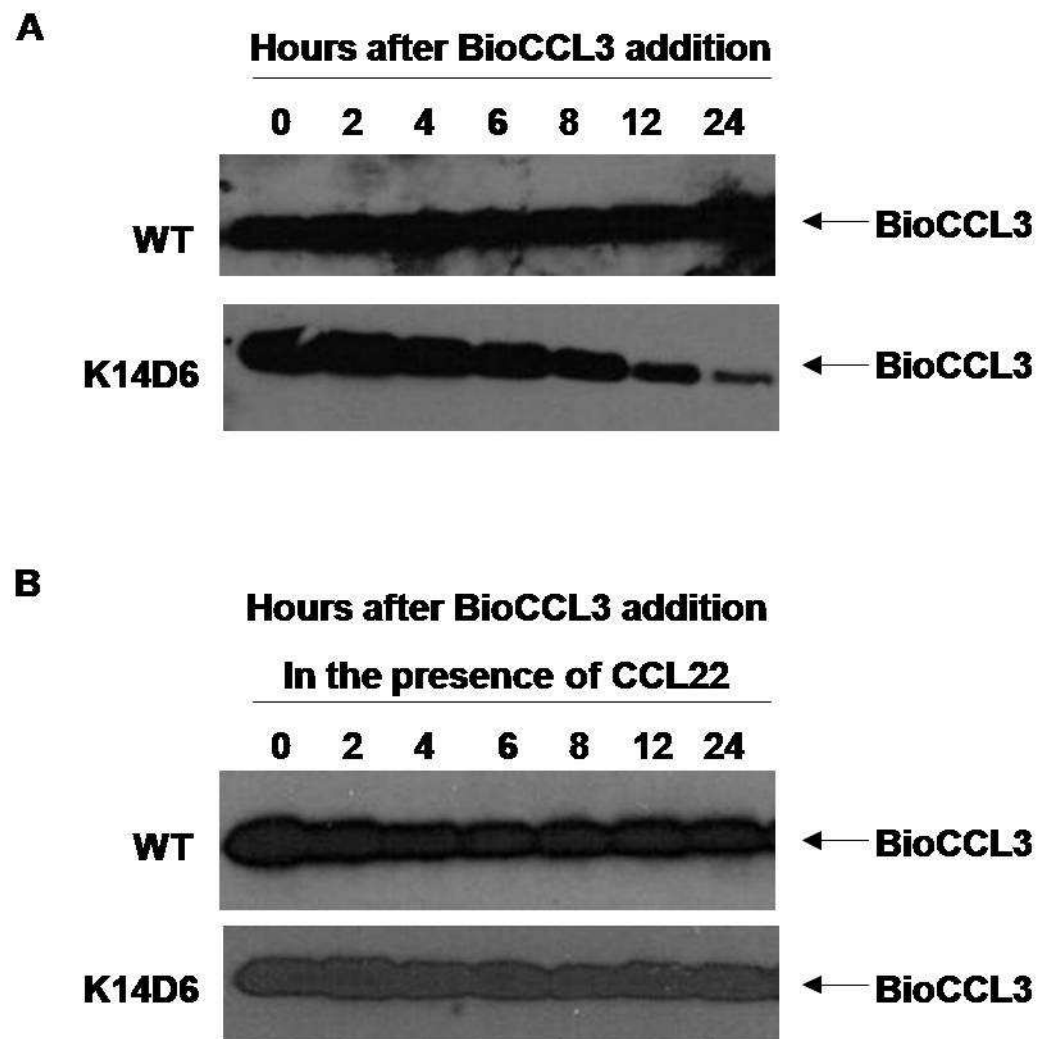 A
Hours after BioCCL3 addition
0 2 4 6 8 12 24
WT
BioCCL3
K14D6
BioCCL3
B
Hours after BioCCL3 addition
In the presence of CCL22
0 2 4 6 8 12 24
WT
BioCCL3
K14D6
BioCCL3